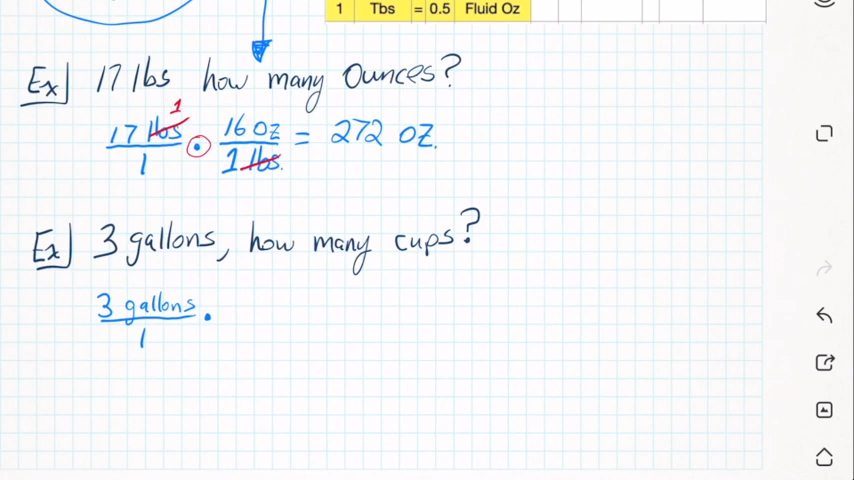 1 Tbs = 0.5 Fluid Oz
Ex] 17 lbs how many Ounces?
17 lbs/1 1 · 16 Oz/1 lbs. = 272 oz.
Ex] 3 gallons, how many cups?
3 gallons/1 ·